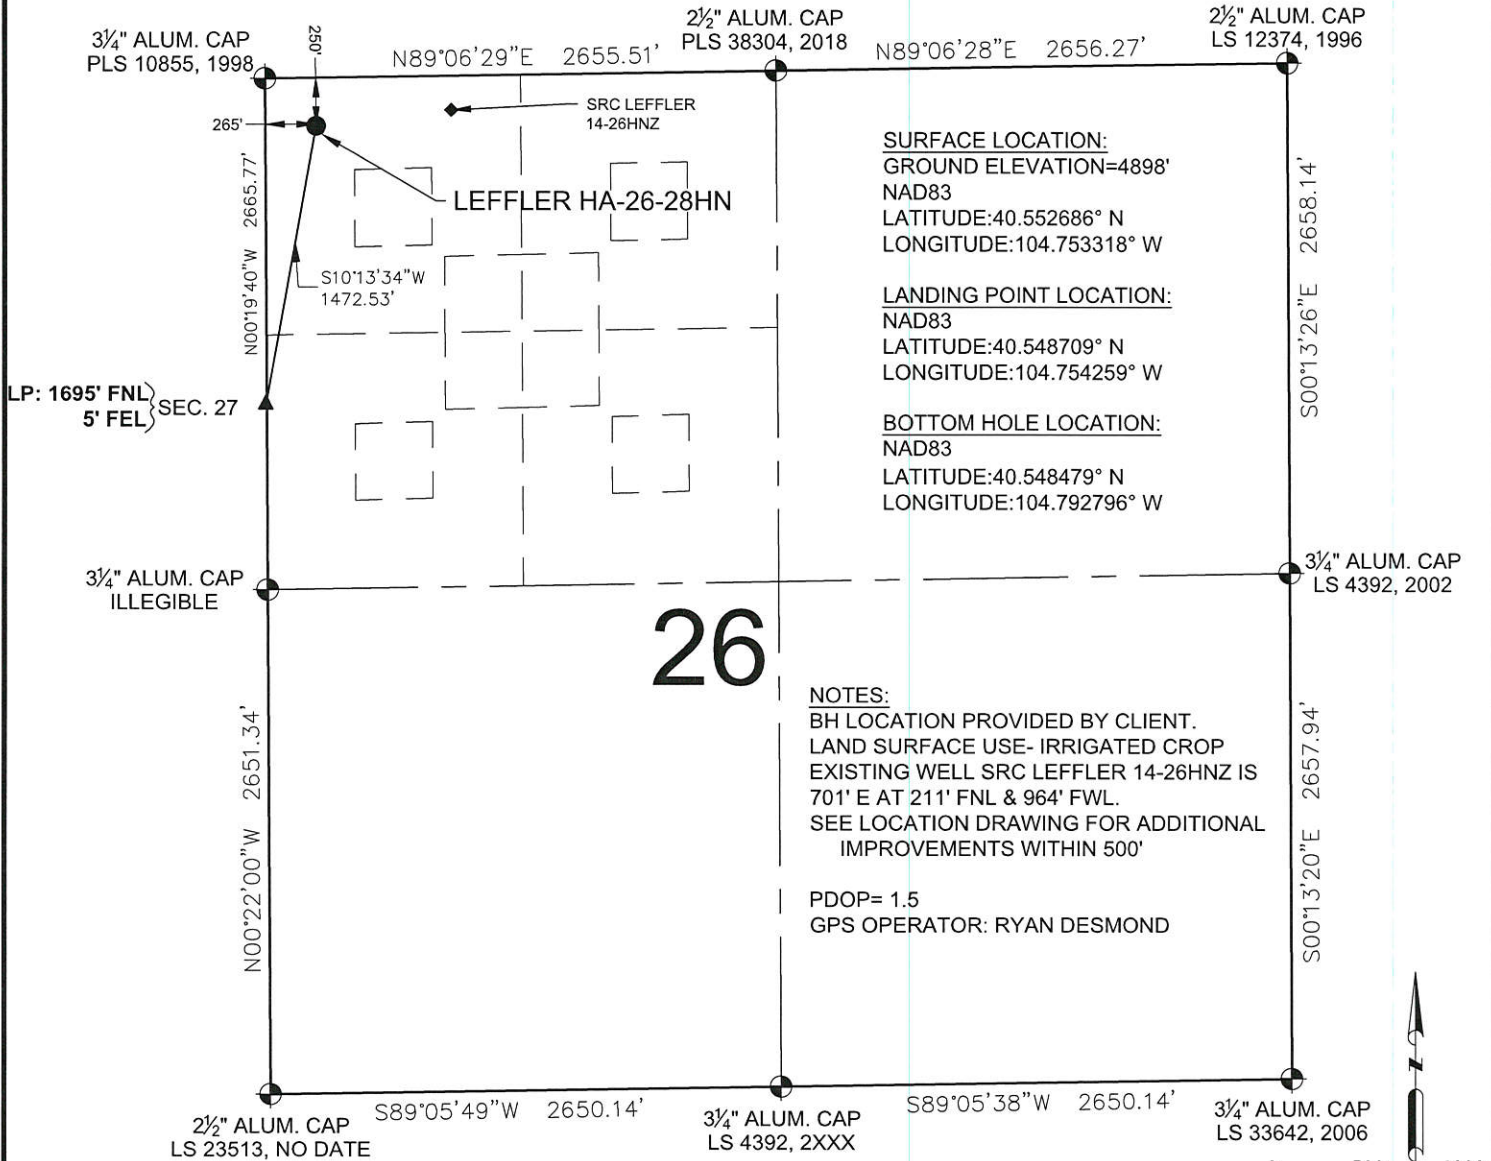 3¼" ALUM. CAP
PLS 10855, 1998
250'
N89°06'29"E 2655.51'
2½" ALUM. CAP
PLS 38304, 2018
N89°06'28"E 2656.27'
2½" ALUM. CAP
LS 12374, 1996
265'
SRC LEFFLER
14-26HNZ
LEFFLER HA-26-28HN
N00°19'40"W 2665.77'
S10°13'34"W
1472.53'
LP: 1695' FNL
5' FEL
SEC. 27
SURFACE LOCATION:
GROUND ELEVATION=4898'
NAD83
LATITUDE:40.552686° N
LONGITUDE:104.753318° W
LANDING POINT LOCATION:
NAD83
LATITUDE:40.548709° N
LONGITUDE:104.754259° W
BOTTOM HOLE LOCATION:
NAD83
LATITUDE:40.548479° N
LONGITUDE:104.792796° W
S00°13'26"E 2658.14'
3¼" ALUM. CAP
ILLEGIBLE
3¼" ALUM. CAP
LS 4392, 2002
26
N00°22'00"W 2651.34'
NOTES:
BH LOCATION PROVIDED BY CLIENT.
LAND SURFACE USE- IRRIGATED CROP
EXISTING WELL SRC LEFFLER 14-26HNZ IS
701' E AT 211' FNL & 964' FWL.
SEE LOCATION DRAWING FOR ADDITIONAL
IMPROVEMENTS WITHIN 500'
PDOP= 1.5
GPS OPERATOR: RYAN DESMOND
S00°13'20"E 2657.94'
N
2½" ALUM. CAP
LS 23513, NO DATE
S89°05'49"W 2650.14'
3¼" ALUM. CAP
LS 4392, 2XXX
S89°05'38"W 2650.14'
3¼" ALUM. CAP
LS 33642, 2006